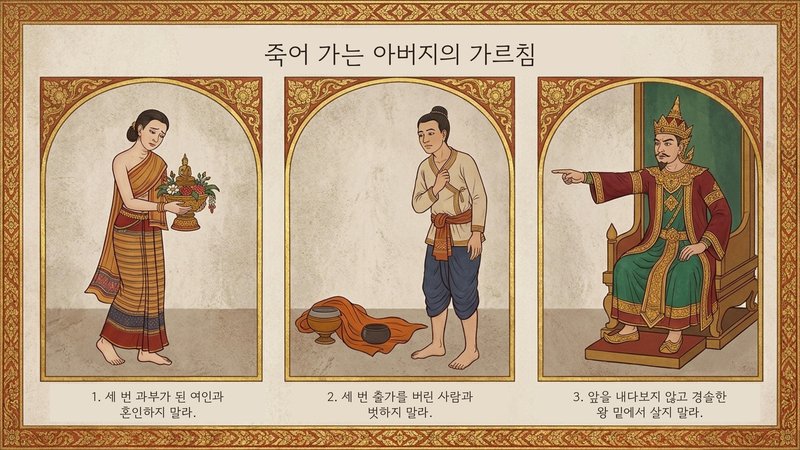 죽어 가는 아버지의 가르침
1. 세 번 과부가 된 여인과
혼인하지 말라.
2. 세 번 출가를 버린 사람과
벗하지 말라.
3. 앞을 내다보지 않고 경솔한
왕 밑에서 살지 말라.